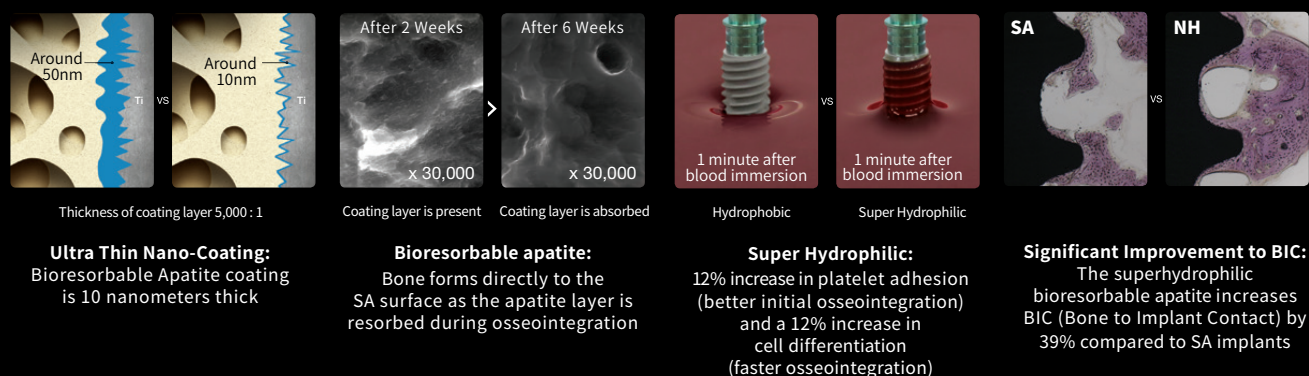 Around
50nm
Ti
vs
Around
10nm
Ti
Thickness of coating layer 5,000 : 1
Ultra Thin Nano-Coating:
Bioresorbable Apatite coating
is 10 nanometers thick
After 2 Weeks
x 30,000
>
After 6 Weeks
x 30,000
Coating layer is present
Coating layer is absorbed
Bioresorbable apatite:
Bone forms directly to the
SA surface as the apatite layer is
resorbed during osseointegration
1 minute after
blood immersion
vs
1 minute after
blood immersion
Hydrophobic
Super Hydrophilic
Super Hydrophilic:
12% increase in platelet adhesion
(better initial osseointegration)
and a 12% increase in
cell differentiation
(faster osseointegration)
SA
vs
NH
Significant Improvement to BIC:
The superhydrophilic
bioresorbable apatite increases
BIC (Bone to Implant Contact) by
39% compared to SA implants